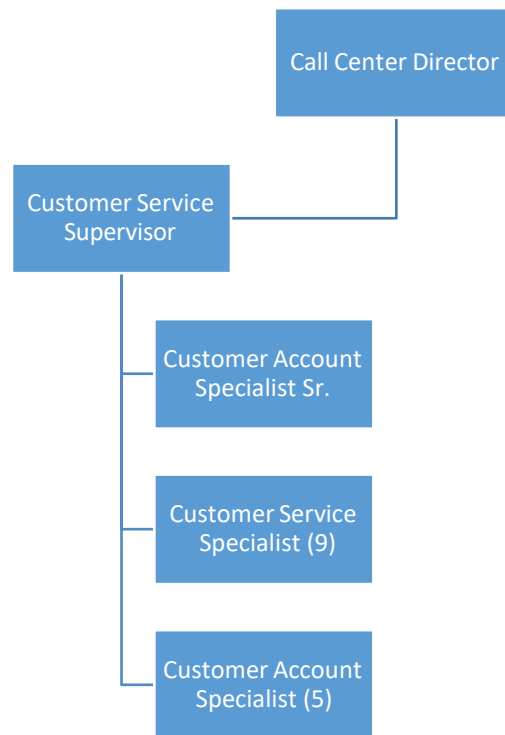 Call Center Director
Customer Service
Supervisor
Customer Account
Specialist Sr.
Customer Service
Specialist (9)
Customer Account
Specialist (5)